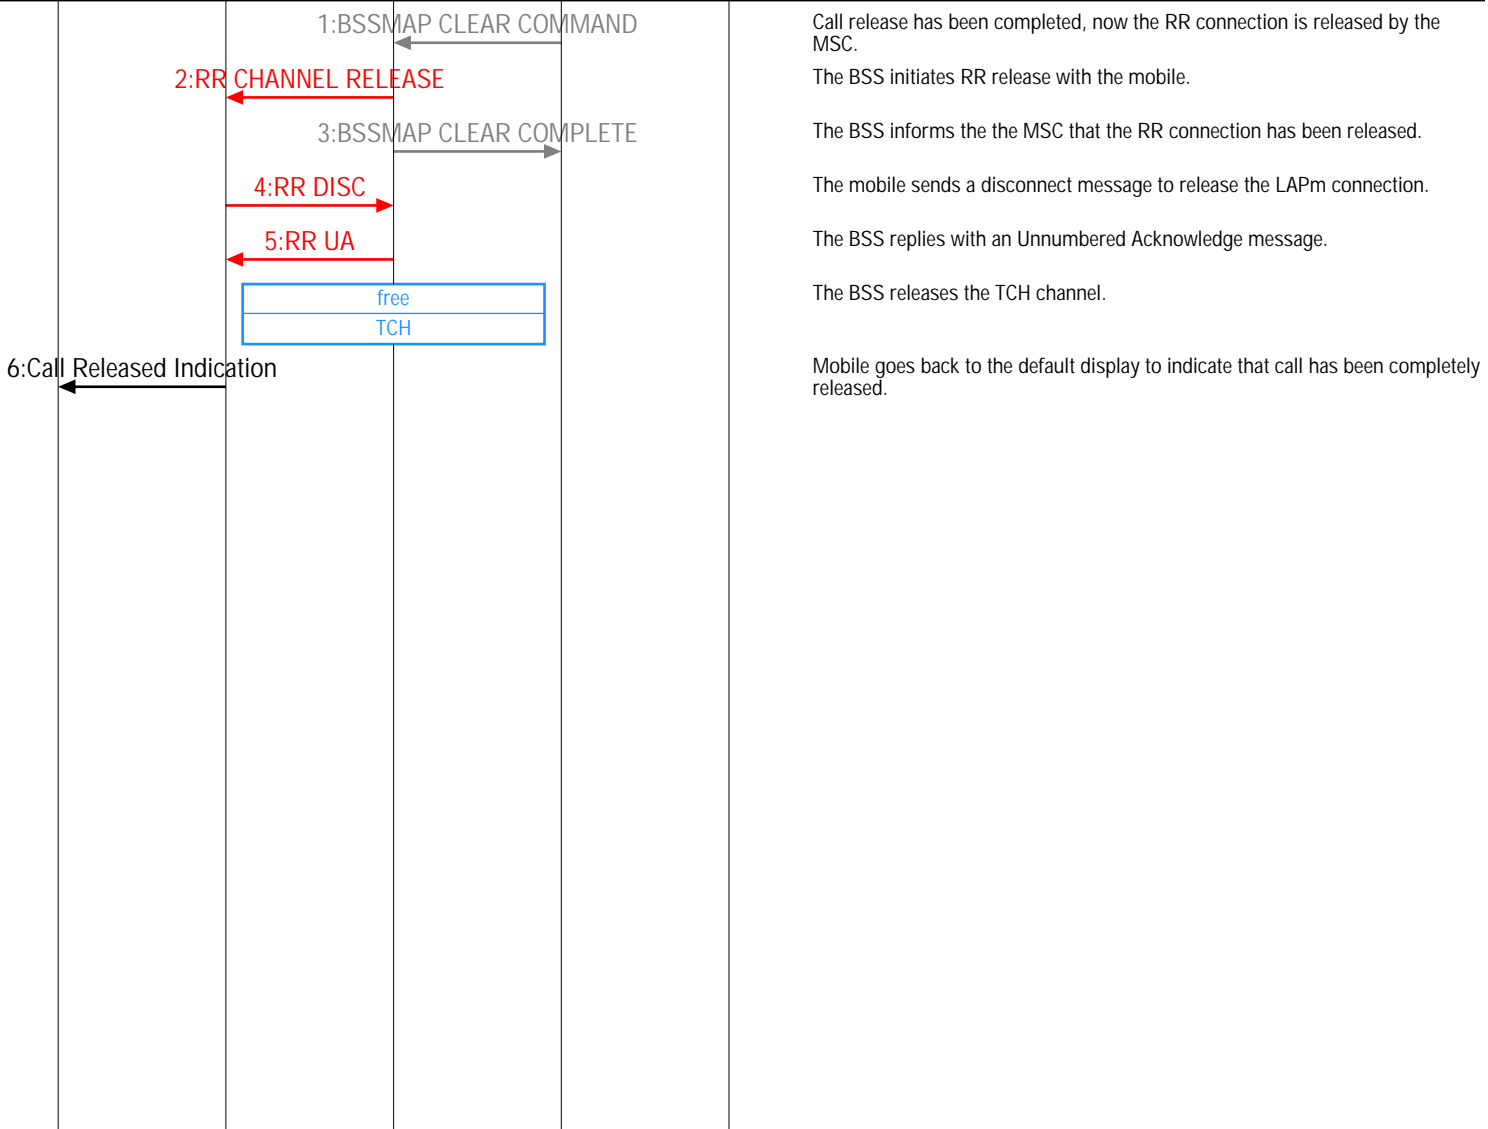 1:BSSMAP CLEAR COMMAND
Call release has been completed, now the RR connection is released by the
MSC.
2:RR CHANNEL RELEASE
The BSS initiates RR release with the mobile.
3:BSSMAP CLEAR COMPLETE
The BSS informs the the MSC that the RR connection has been released.
4:RR DISC
The mobile sends a disconnect message to release the LAPm connection.
5:RR UA
The BSS replies with an Unnumbered Acknowledge message.
free
The BSS releases the TCH channel.
TCH
6:Call Released Indication
Mobile goes back to the default display to indicate that call has been completely
released.